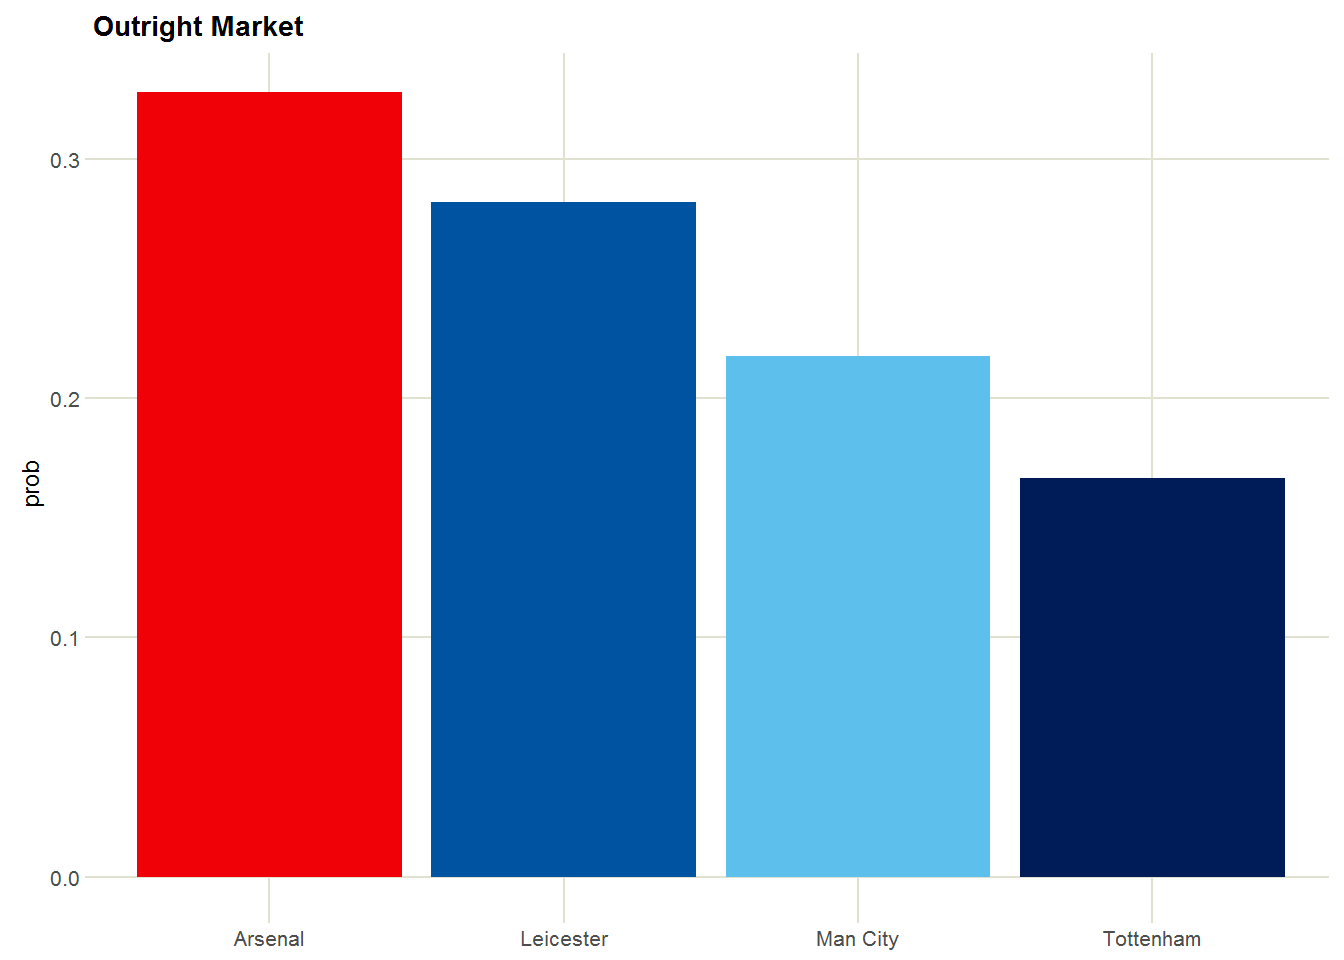 Outright Market
prob
0.3
0.2
0.1
0.0
Arsenal
Leicester
Man City
Tottenham